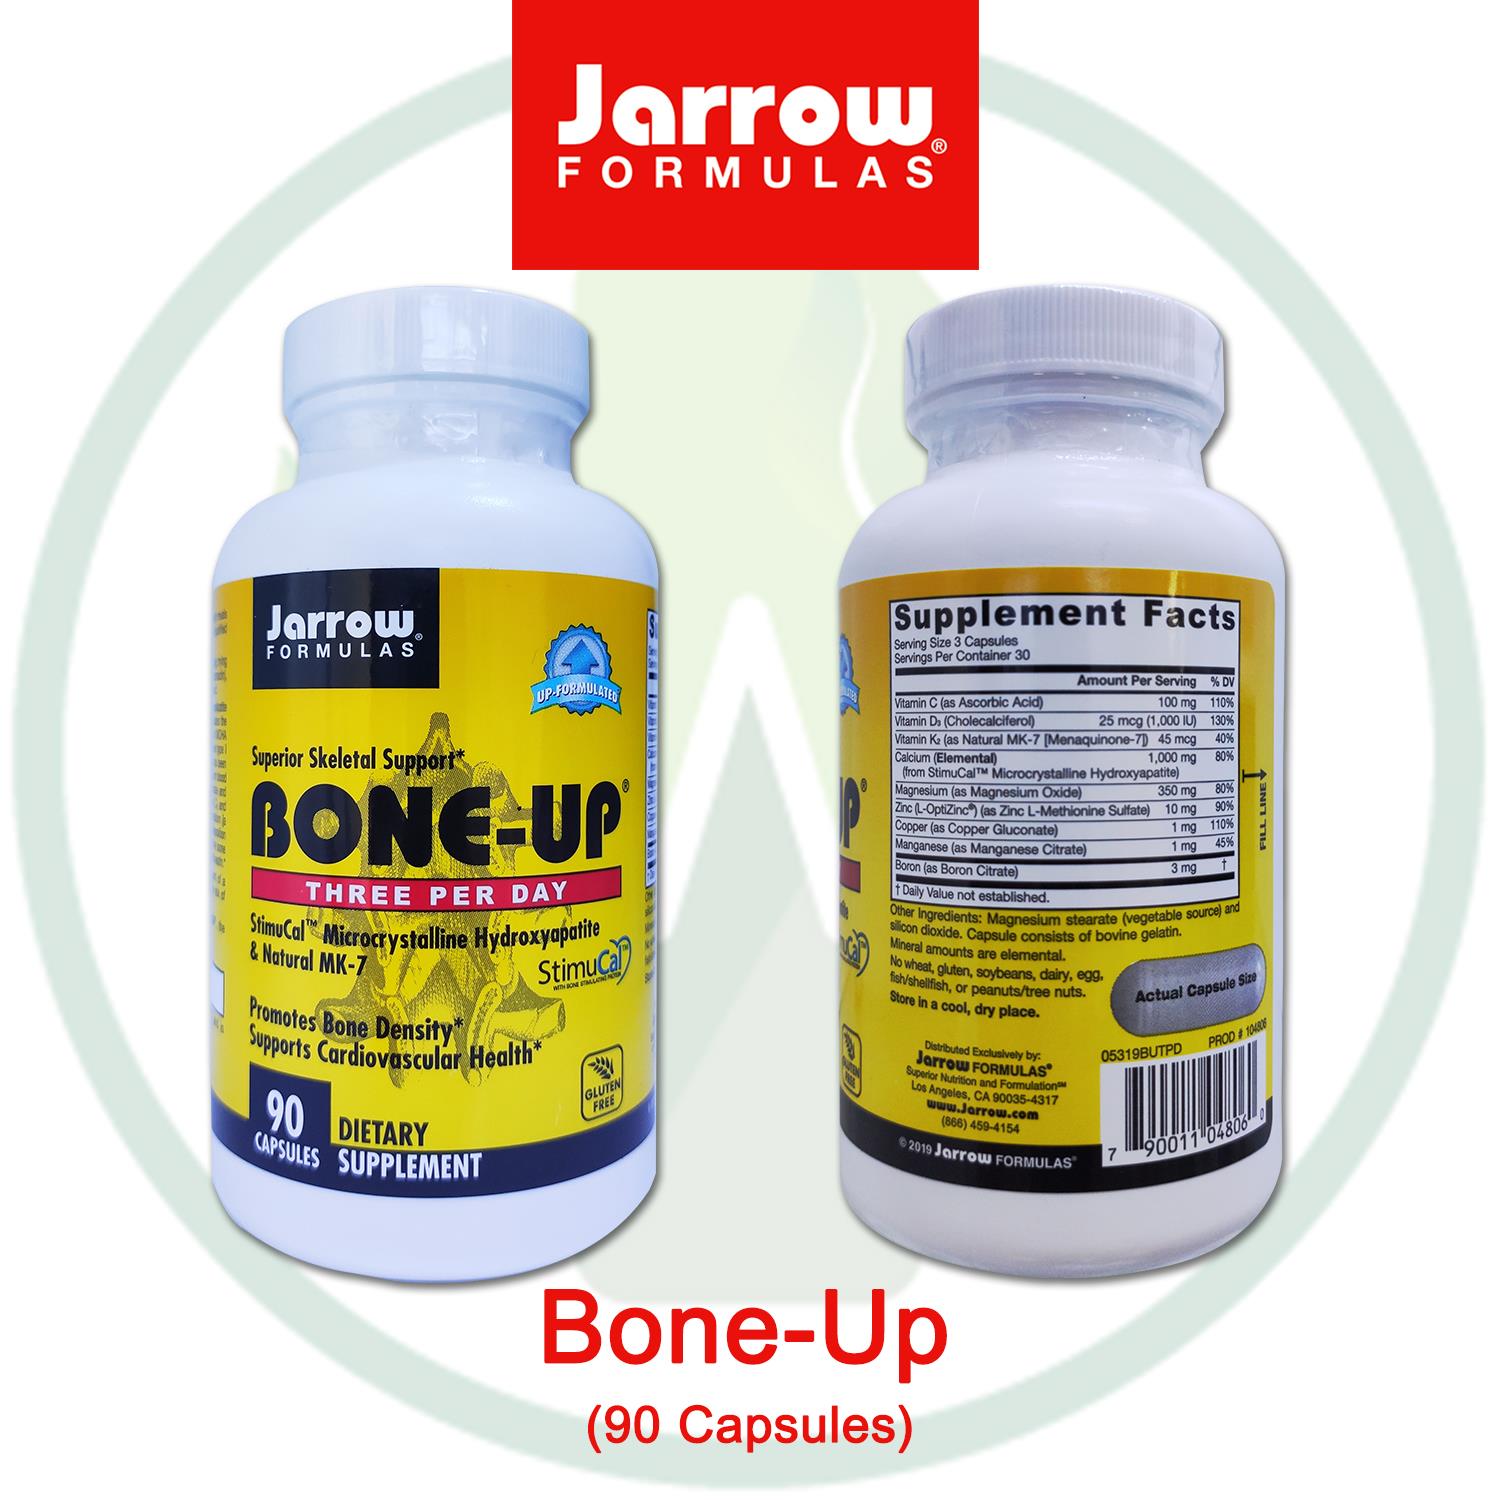 Jarrow®
FORMULAS
Jarrow®
FORMULAS
UP-FORMULATED
Superior Skeletal Support*
BONE-UP®
THREE PER DAY
StimuCal™ Microcrystalline Hydroxyapatite
& Natural MK-7
StimuCal™
WITH BONE STIMULATING PROTEIN
Promotes Bone Density*
Supports Cardiovascular Health*
GLUTEN
FREE
90
CAPSULES
DIETARY
SUPPLEMENT
Supplement Facts
Serving Size 3 Capsules
Servings Per Container 30
Amount Per Serving % DV
Vitamin C (as Ascorbic Acid) 100 mg 110%
Vitamin D₃ (Cholecalciferol) 25 mcg (1,000 IU) 130%
Vitamin K₂ (as Natural MK-7 [Menaquinone-7]) 45 mcg 40%
Calcium (Elemental) 1,000 mg 80%
(from StimuCal™ Microcrystalline Hydroxyapatite)
Magnesium (as Magnesium Oxide) 350 mg 80%
Zinc (L-OptiZinc®) (as Zinc L-Methionine Sulfate) 10 mg 90%
Copper (as Copper Gluconate) 1 mg 110%
Manganese (as Manganese Citrate) 1 mg 45%
Boron (as Boron Citrate) 3 mg †
† Daily Value not established.
FILL LINE
Other Ingredients: Magnesium stearate (vegetable source) and
silicon dioxide. Capsule consists of bovine gelatin.
Mineral amounts are elemental.
No wheat, gluten, soybeans, dairy, egg,
fish/shellfish, or peanuts/tree nuts.
Store in a cool, dry place.
Actual Capsule Size
Distributed Exclusively by:
Jarrow FORMULAS®
Superior Nutrition and Formulation℠
Los Angeles, CA 90035-4317
www.Jarrow.com
(866) 459-4154
05319BUTPD PROD # 104806
7 90011 04806 0
© 2019 Jarrow FORMULAS®
Bone-Up
(90 Capsules)